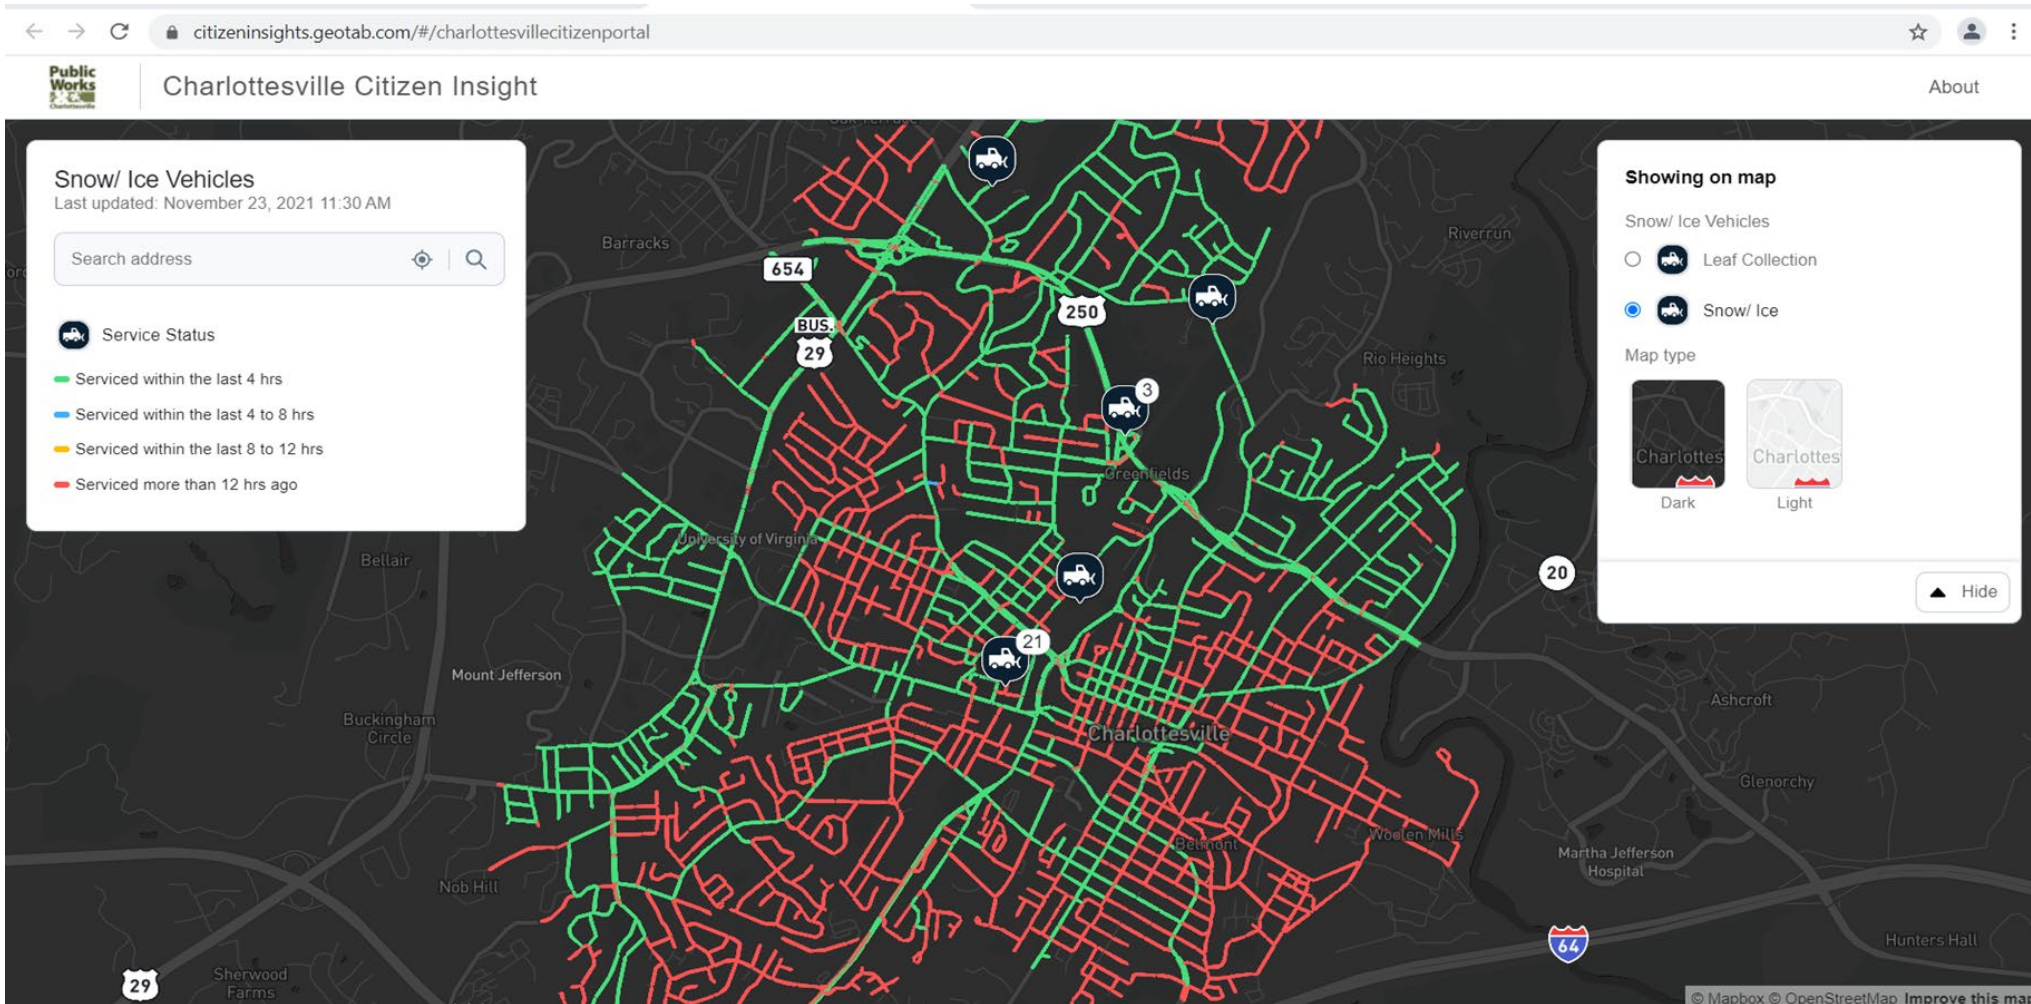 citizeninsights.geotab.com/#/charlottesvillecitizenportal
Public
Works
Charlottesville
Charlottesville Citizen Insight
About
Snow/ Ice Vehicles
Last updated: November 23, 2021 11:30 AM
Search address
Service Status
Serviced within the last 4 hrs
Serviced within the last 4 to 8 hrs
Serviced within the last 8 to 12 hrs
Serviced more than 12 hrs ago
Showing on map
Snow/ Ice Vehicles
Leaf Collection
Snow/ Ice
Map type
Charlottes
Charlottes
Dark
Light
Hide
Barracks
Riverrun
654
250
BUS.
29
Rio Heights
3
Greenfields
University of Virginia
Bellair
20
21
Mount Jefferson
Ashcroft
Buckingham
Circle
Charlottesville
Glenorchy
Woolen Mills
Belmont
Martha Jefferson
Hospital
Nob Hill
64
Hunters Hall
Sherwood
Farms
29
© Mapbox © OpenStreetMap Improve this ma